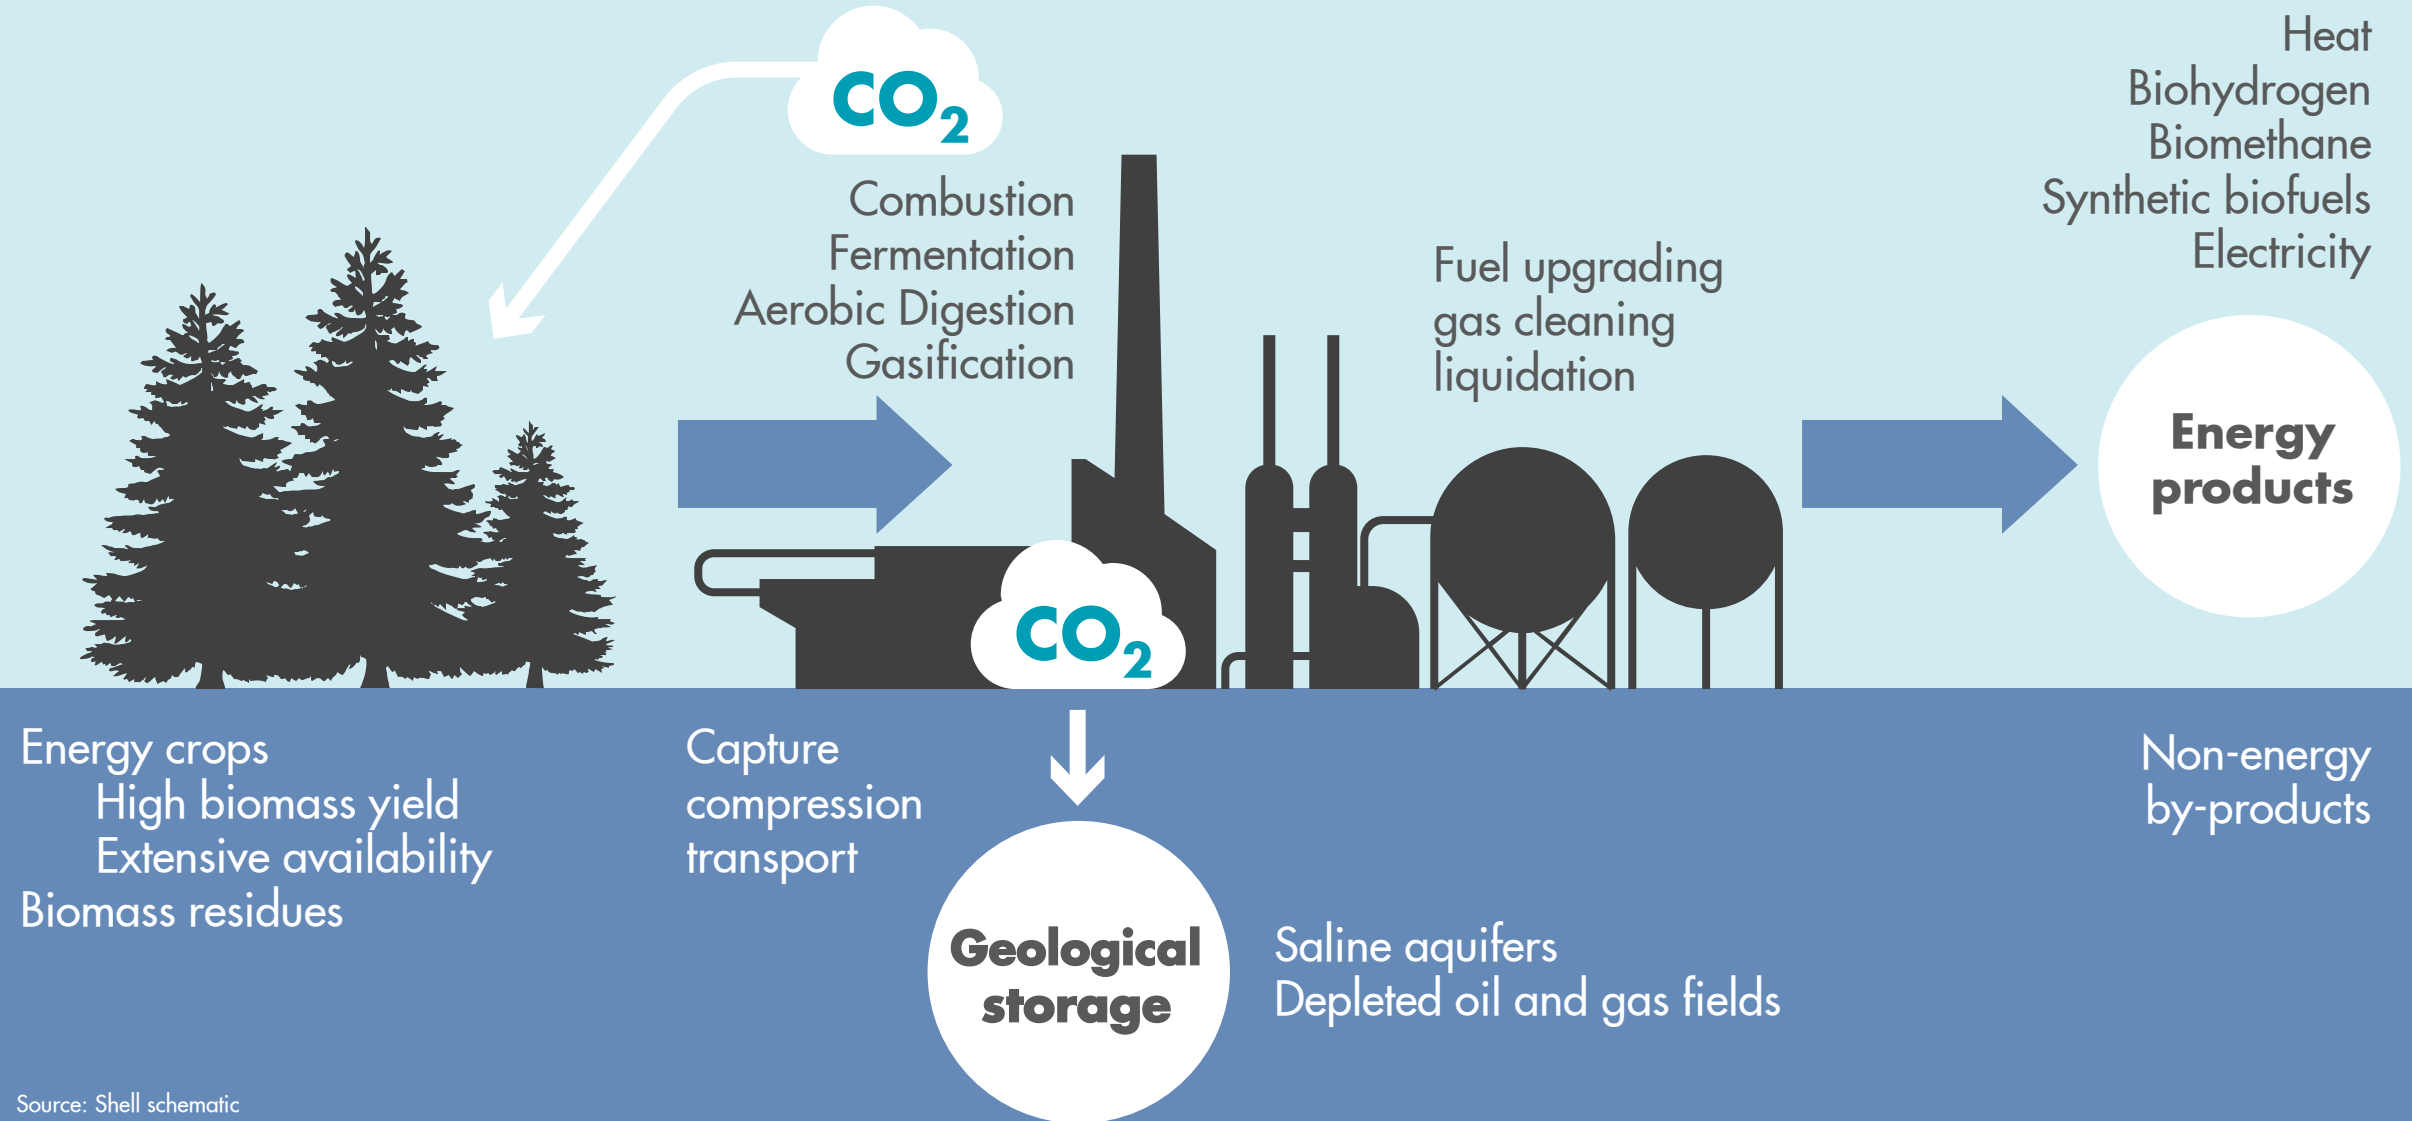 CO₂
Combustion
Fermentation
Aerobic Digestion
Gasification
Fuel upgrading
gas cleaning
liquidation
Heat
Biohydrogen
Biomethane
Synthetic biofuels
Electricity
Energy
products
CO₂
Energy crops
High biomass yield
Extensive availability
Biomass residues
Capture
compression
transport
Geological
storage
Saline aquifers
Depleted oil and gas fields
Non-energy
by-products
Source: Shell schematic